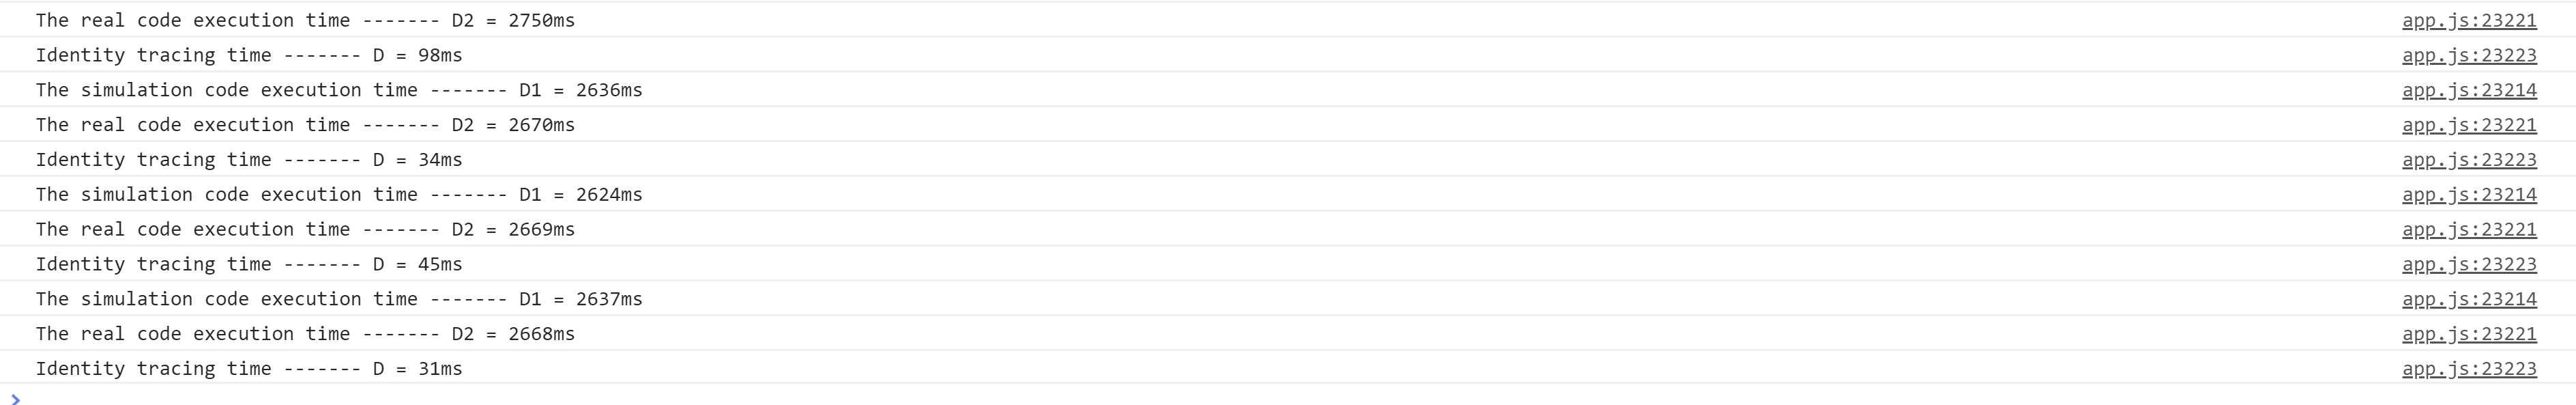 The real code execution time ------- D2 = 2750ms app.js:23221
Identity tracing time ------- D = 98ms app.js:23223
The simulation code execution time ------- D1 = 2636ms app.js:23214
The real code execution time ------- D2 = 2670ms app.js:23221
Identity tracing time ------- D = 34ms app.js:23223
The simulation code execution time ------- D1 = 2624ms app.js:23214
The real code execution time ------- D2 = 2669ms app.js:23221
Identity tracing time ------- D = 45ms app.js:23223
The simulation code execution time ------- D1 = 2637ms app.js:23214
The real code execution time ------- D2 = 2668ms app.js:23221
Identity tracing time ------- D = 31ms app.js:23223